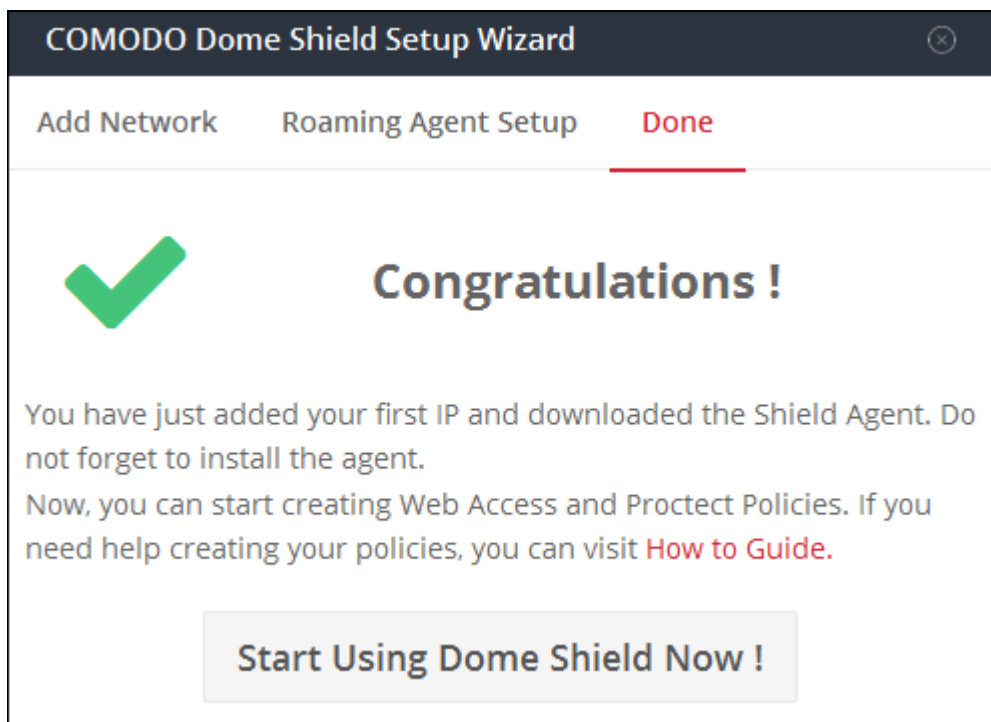 COMODO Dome Shield Setup Wizard
Add Network Roaming Agent Setup Done
Congratulations !
You have just added your first IP and downloaded the Shield Agent. Do
not forget to install the agent.
Now, you can start creating Web Access and Proctect Policies. If you
need help creating your policies, you can visit How to Guide.
Start Using Dome Shield Now !